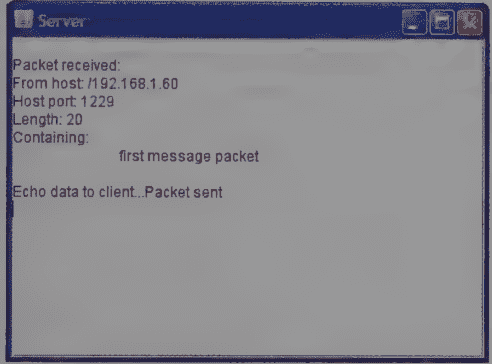 Server
Packet received:
From host: /192.168.1.60
Host port: 1229
Length: 20
Containing:
first message packet
Echo data to client...Packet sent